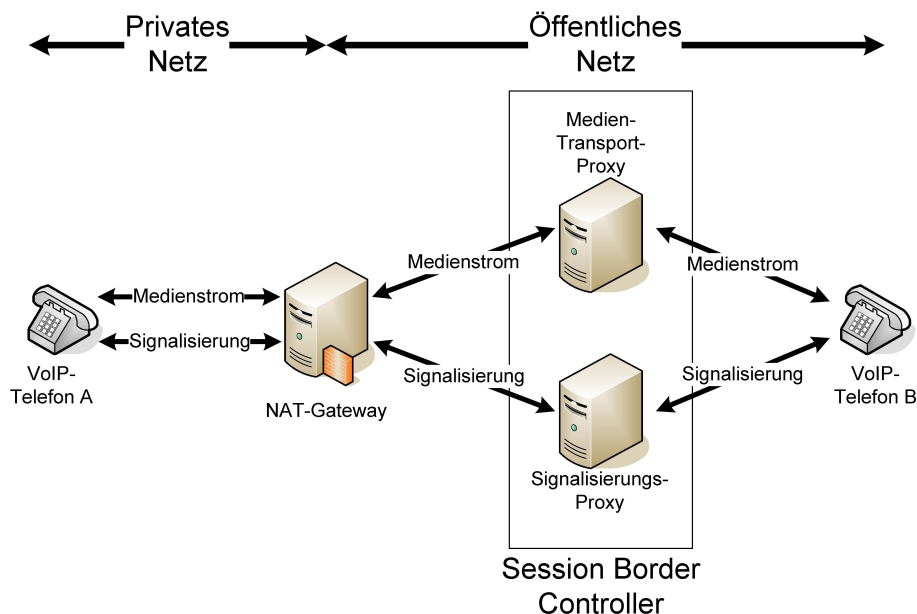 Privates
Netz
Öffentliches
Netz
Medien-
Transport-
Proxy
Medienstrom
Medienstrom
Medienstrom
Signalisierung
Signalisierung
Signalisierung
VoIP-
Telefon A
NAT-Gateway
VoIP-
Telefon B
Signalisierungs-
Proxy
Session Border
Controller